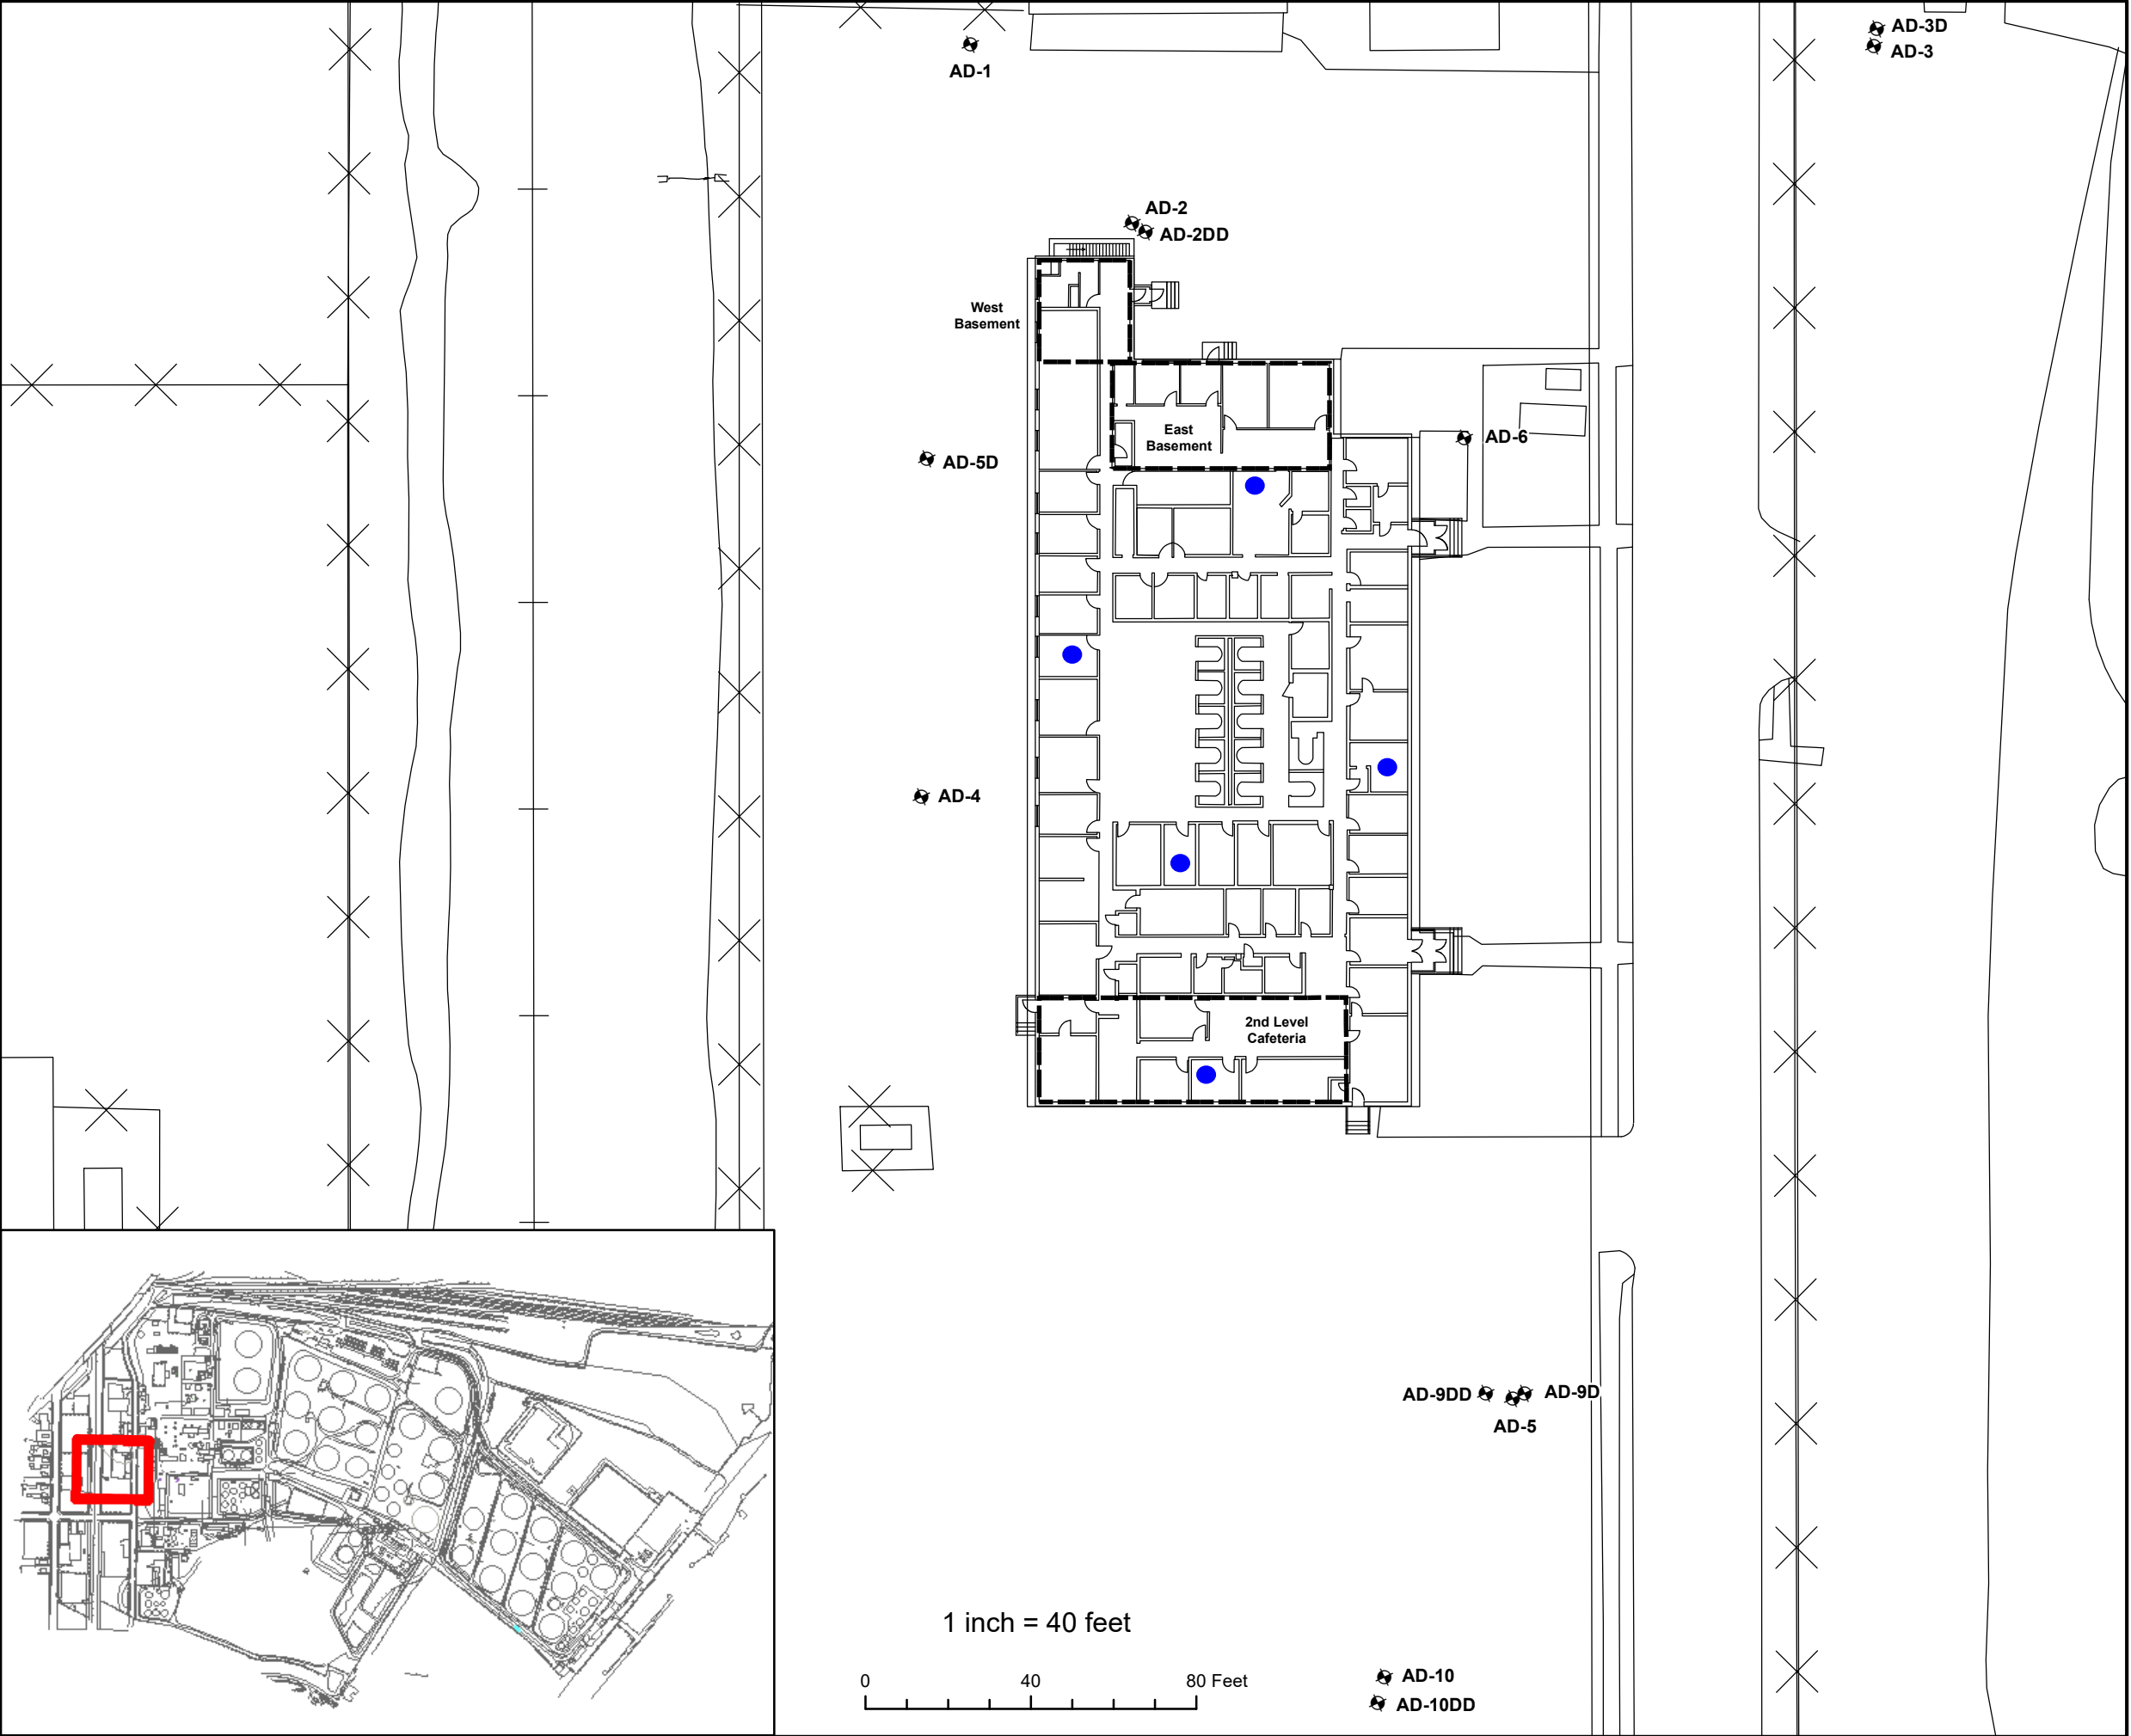 AD-3D
AD-3
AD-1
AD-2
AD-2DD
West
Basement
East
Basement
AD-6
AD-5D
AD-4
2nd Level
Cafeteria
AD-9DD
AD-9D
AD-5
1 inch = 40 feet
0 40 80 Feet
AD-10
AD-10DD